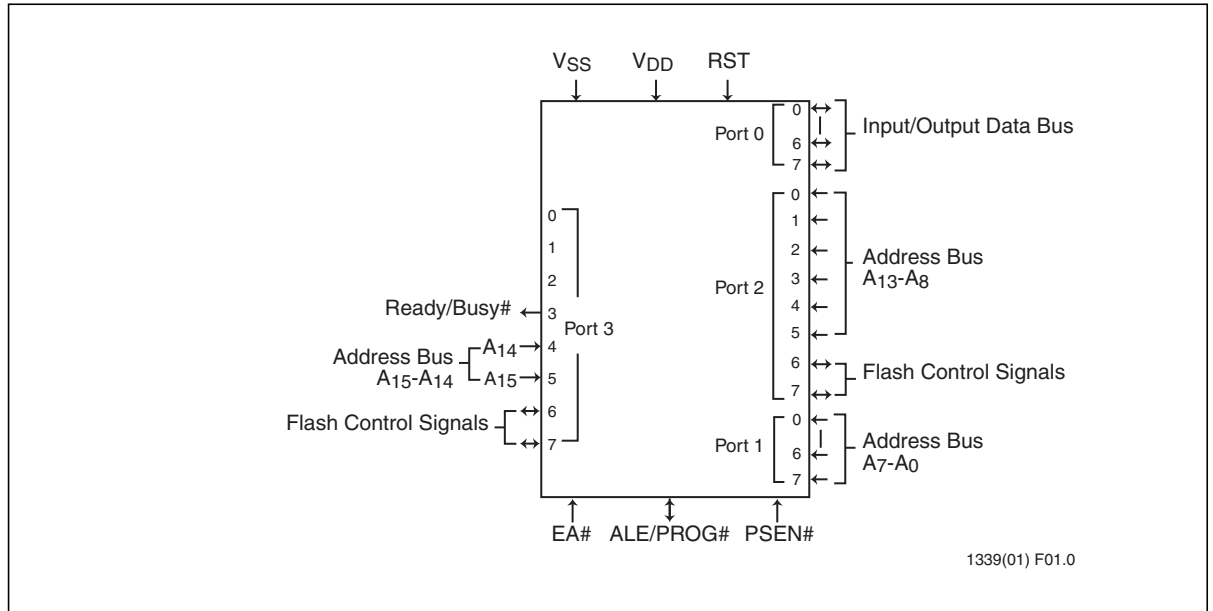 VSS VDD RST
Port 0
0
6
7
Input/Output Data Bus
Port 2
0
1
2
3
4
5
6
7
Address Bus
A13-A8
Flash Control Signals
Port 1
0
6
7
Address Bus
A7-A0
Port 3
0
1
2
3
4
5
6
7
Ready/Busy#
Address Bus
A15-A14
A14
A15
Flash Control Signals
EA# ALE/PROG# PSEN#
1339(01) F01.0